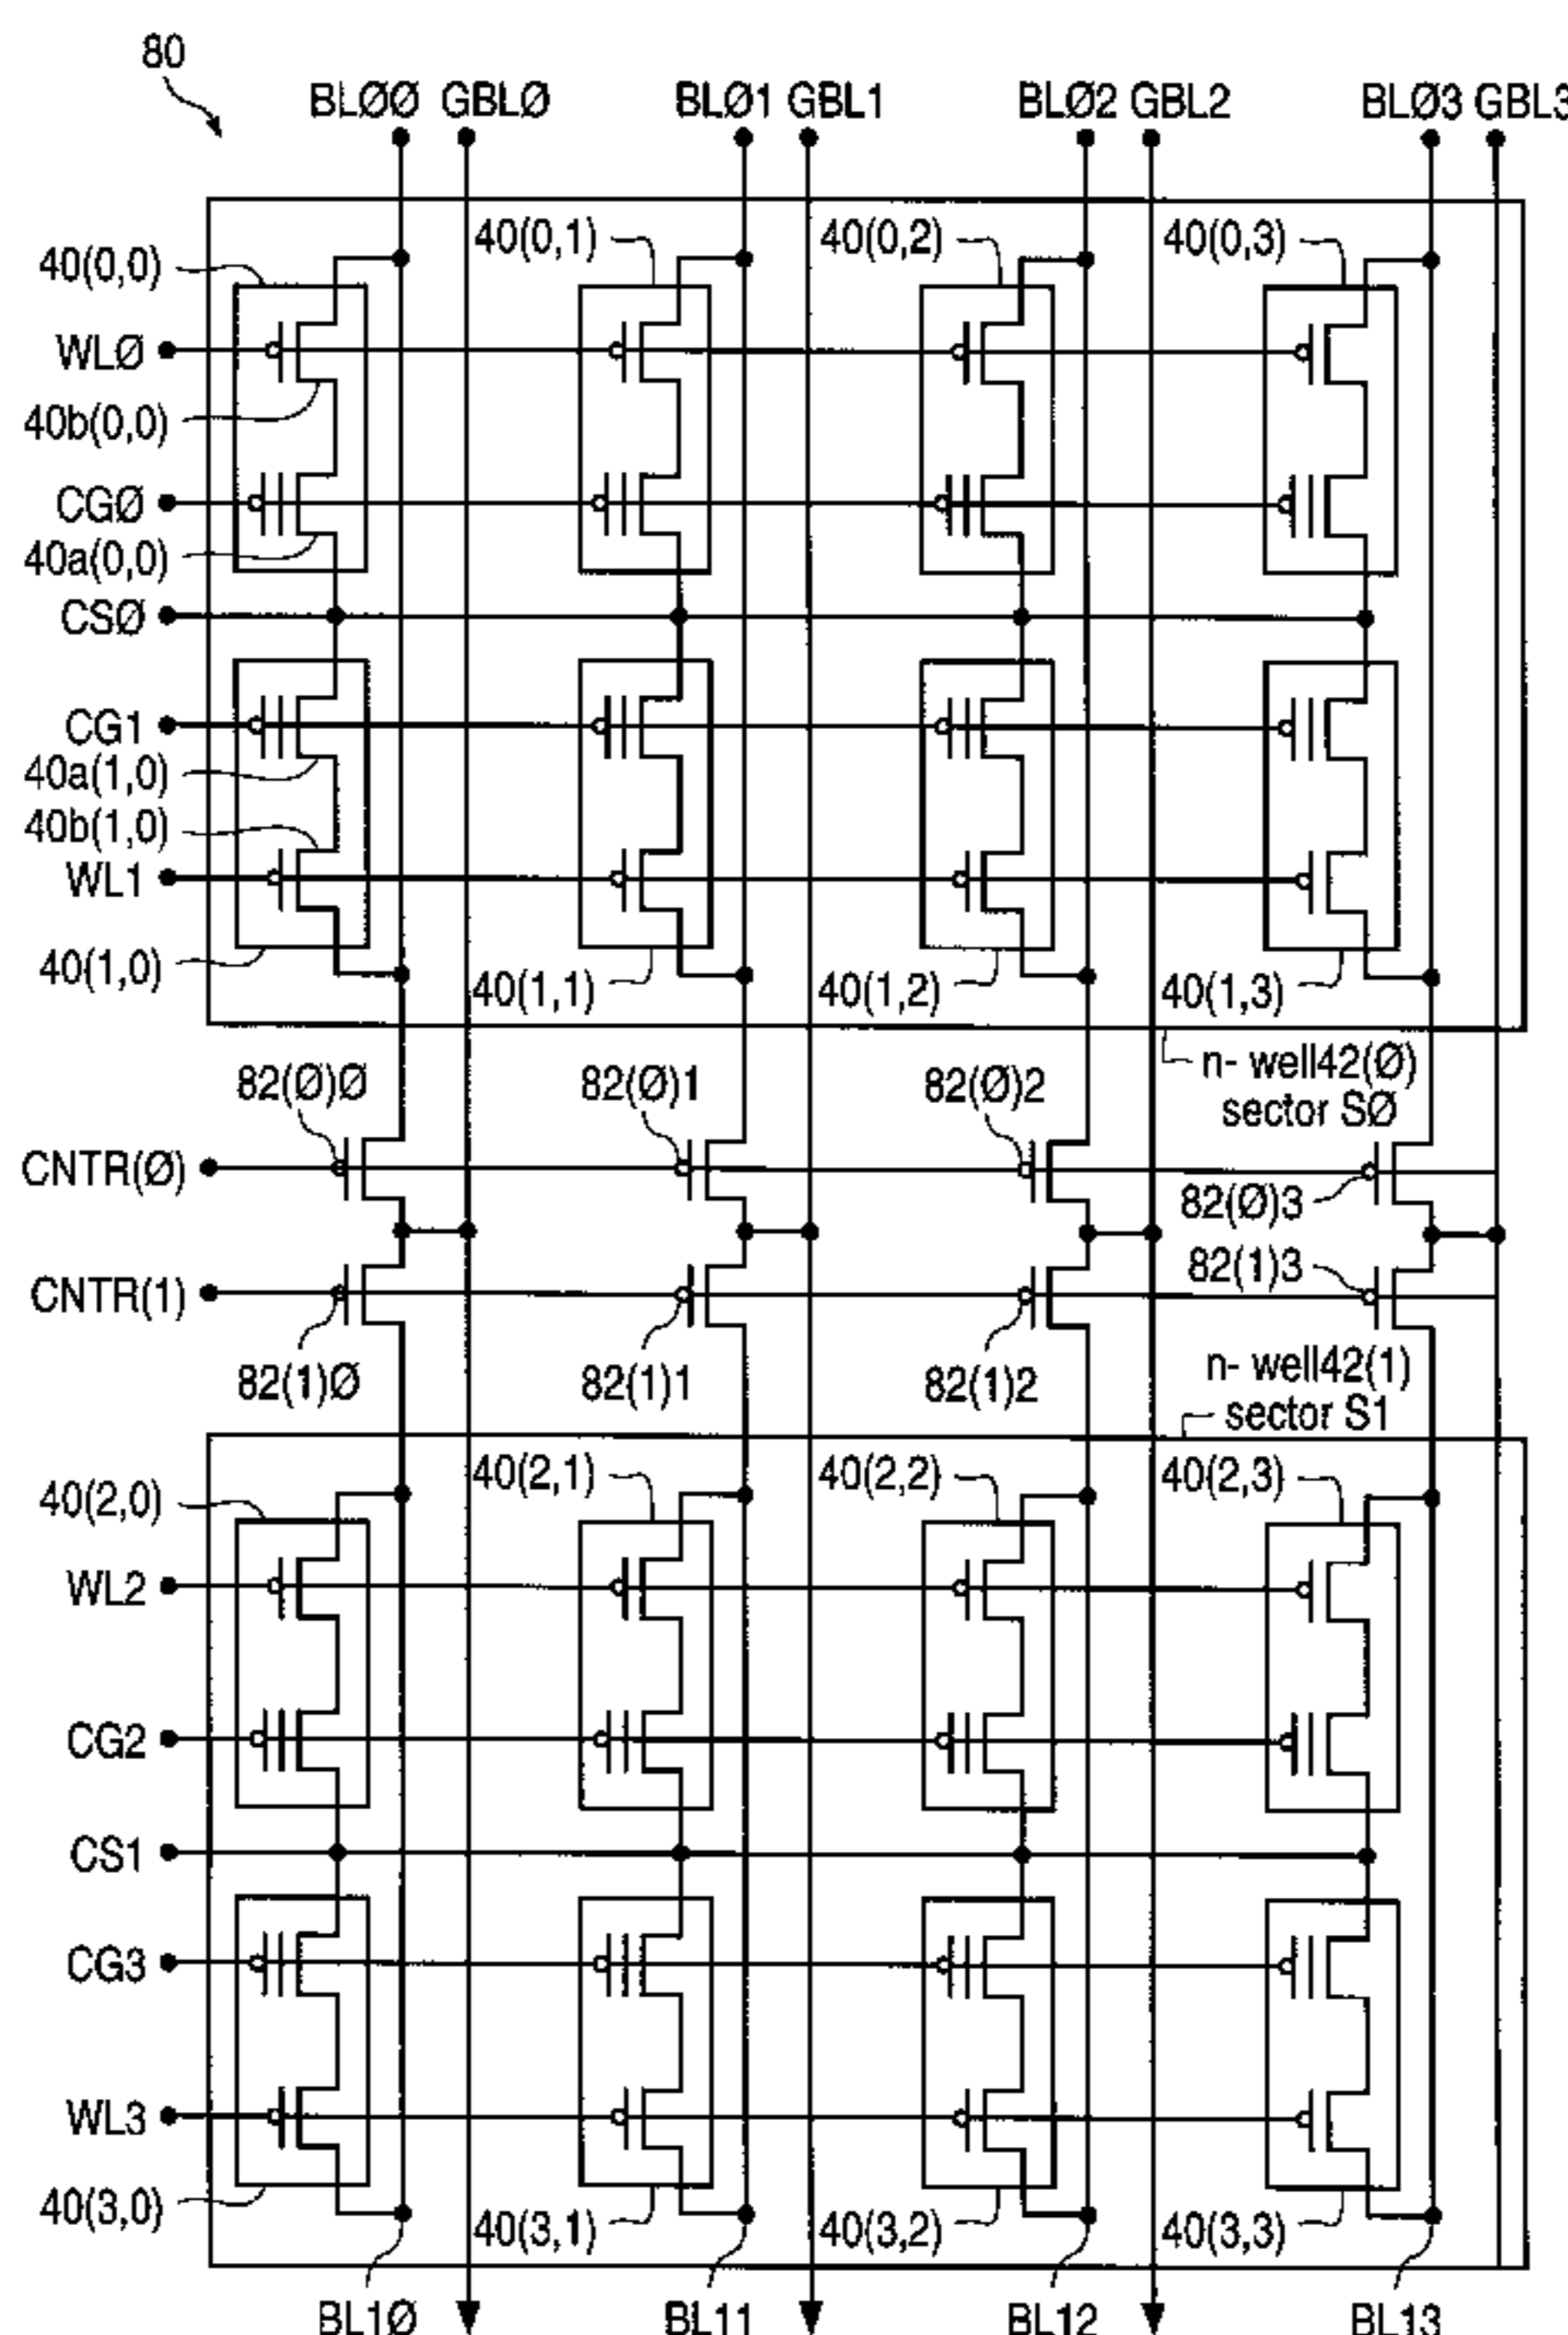 80
BLØØ GBLØ BLØ1 GBL1 BLØ2 GBL2 BLØ3 GBL3
40(0,0) 40(0,1) 40(0,2) 40(0,3)
WLØ
40b(0,0)
CGØ
40a(0,0)
CSØ
CG1
40a(1,0)
40b(1,0)
WL1
40(1,0) 40(1,1) 40(1,2) 40(1,3)
n- well42(Ø)
sector SØ
82(Ø)Ø 82(Ø)1 82(Ø)2
CNTR(Ø)
82(Ø)3
82(1)3
CNTR(1)
82(1)Ø 82(1)1 82(1)2
n- well42(1)
sector S1
40(2,0) 40(2,1) 40(2,2) 40(2,3)
WL2
CG2
CS1
CG3
WL3
40(3,0) 40(3,1) 40(3,2) 40(3,3)
BL1Ø BL11 BL12 BL13